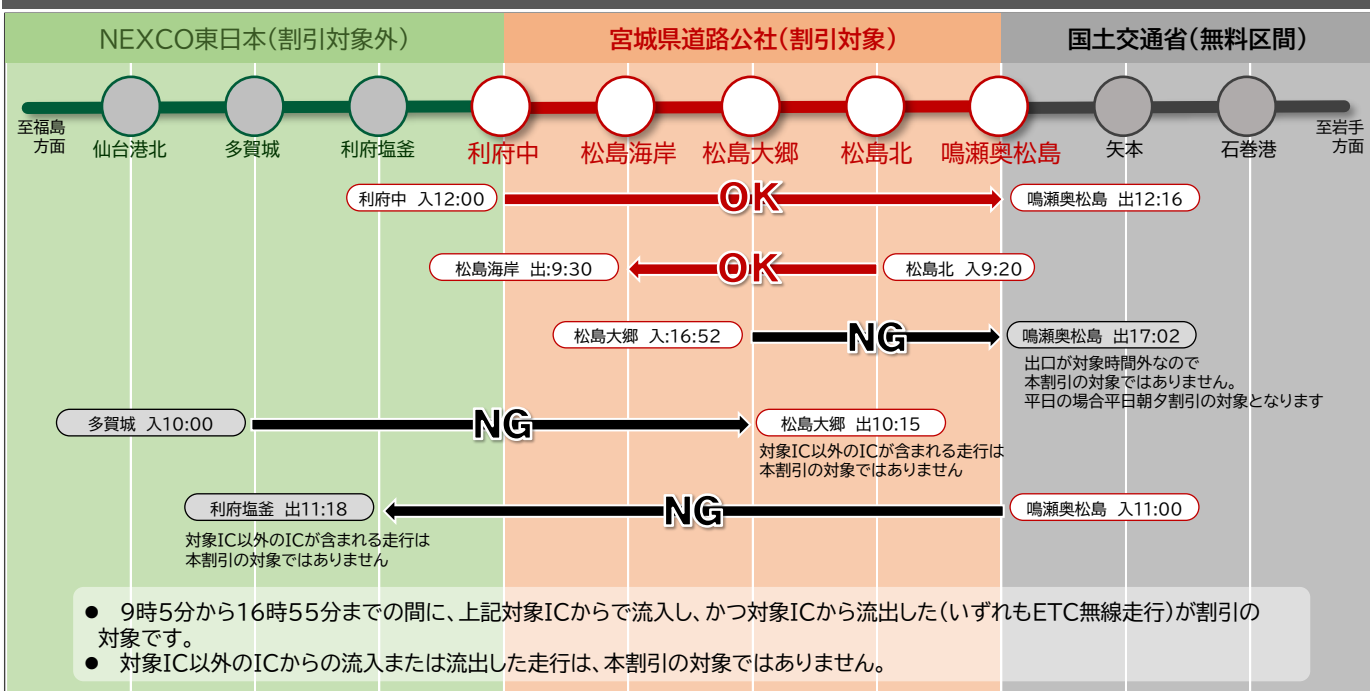 NEXCO東日本(割引対象外)
宮城県道路公社(割引対象)
国土交通省(無料区間)
至福島
方面
仙台港北
多賀城
利府塩釜
利府中
松島海岸
松島大郷
松島北
鳴瀬奥松島
矢本
石巻港
至岩手
方面
利府中 入12:00
OK
鳴瀬奥松島 出12:16
松島海岸 出:9:30
OK
松島北 入9:20
松島大郷 入:16:52
NG
鳴瀬奥松島 出17:02
出口が対象時間外なので
本割引の対象ではありません。
平日の場合平日朝夕割引の対象となります
多賀城 入10:00
NG
松島大郷 出10:15
対象IC以外のICが含まれる走行は
本割引の対象ではありません
利府塩釜 出11:18
NG
鳴瀬奥松島 入11:00
対象IC以外のICが含まれる走行は
本割引の対象ではありません
● 9時5分から16時55分までの間に、上記対象ICからで流入し、かつ対象ICから流出した(いずれもETC無線走行)が割引の
対象です。
● 対象IC以外のICからの流入または流出した走行は、本割引の対象ではありません。